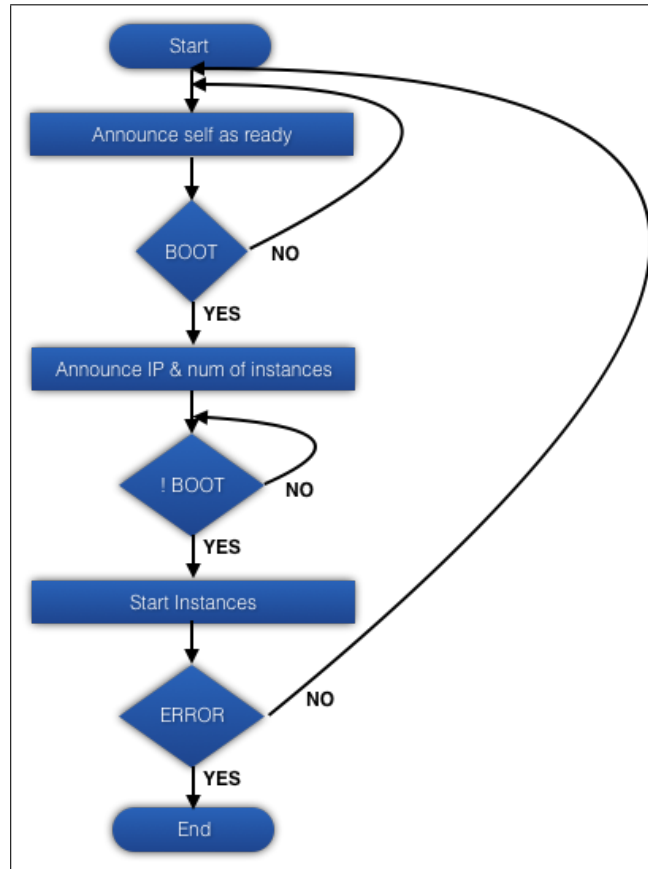 Start
Announce self as ready
BOOT
NO
YES
Announce IP & num of instances
! BOOT
NO
YES
Start Instances
ERROR
NO
YES
End